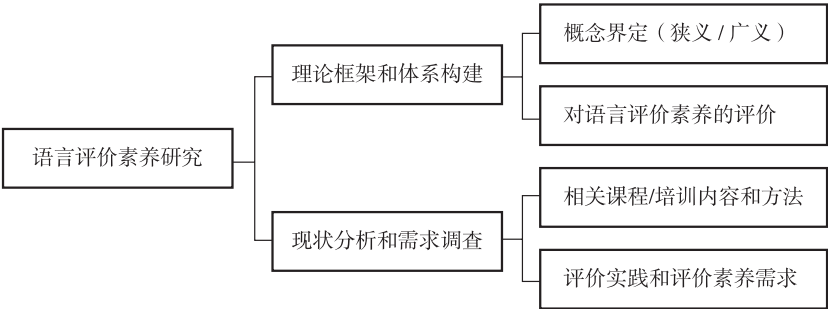 语言评价素养研究
理论框架和体系构建
概念界定（狭义 / 广义）
对语言评价素养的评价
现状分析和需求调查
相关课程/培训内容和方法
评价实践和评价素养需求